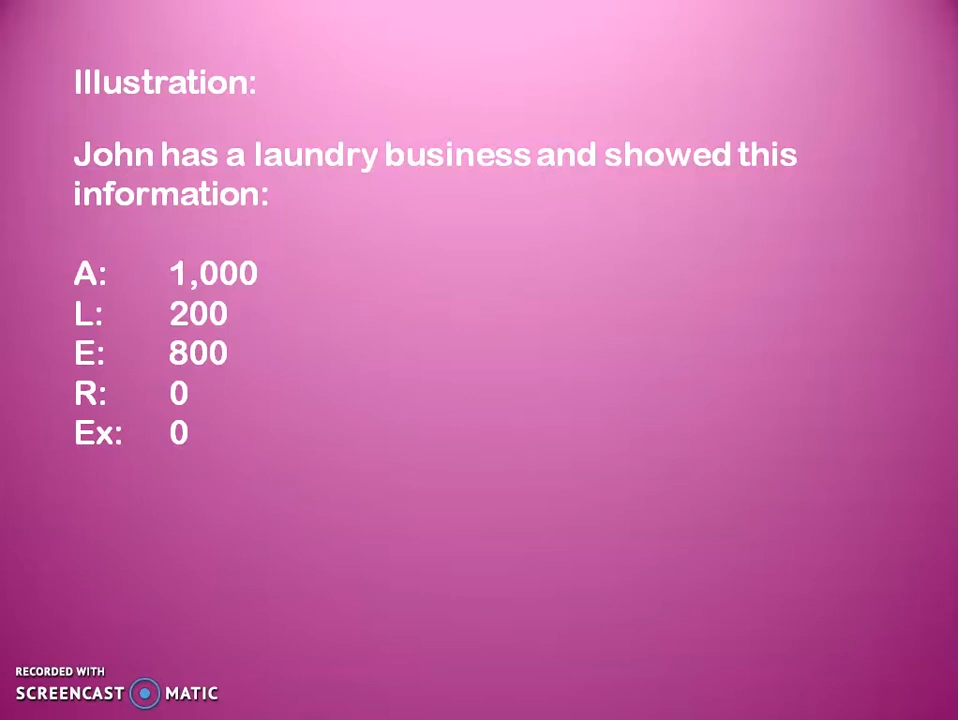 Illustration:
John has a laundry business and showed this
information:
A: 1,000
L: 200
E: 800
R: 0
Ex: 0
RECORDED WITH
SCREENCAST MATIC